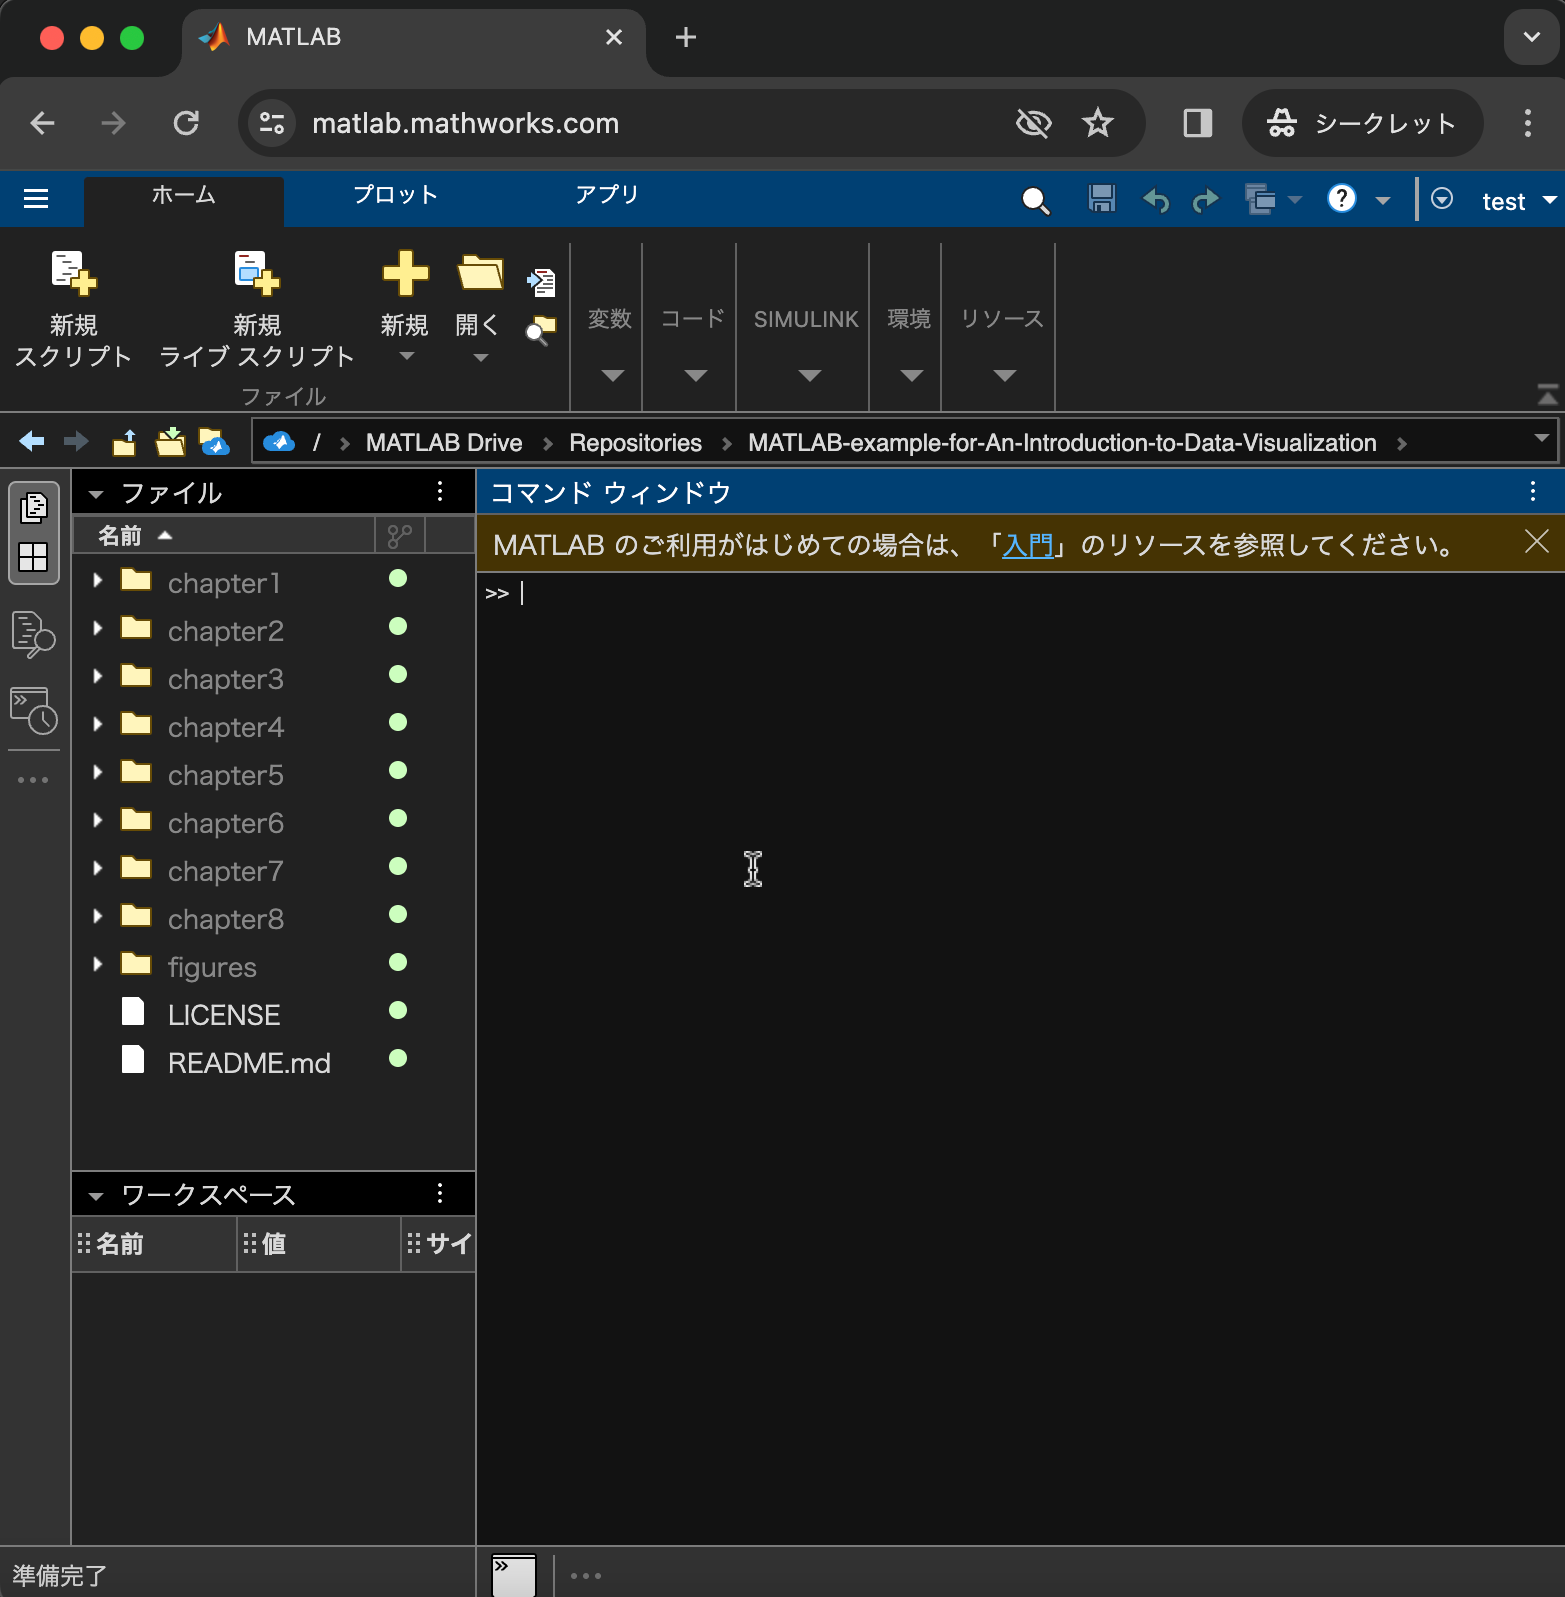 MATLAB
matlab.mathworks.com
シークレット
ホーム
プロット
アプリ
test
新規
スクリプト
新規
ライブ スクリプト
新規
開く
ファイル
変数
コード
SIMULINK
環境
リソース
/ MATLAB Drive Repositories MATLAB-example-for-An-Introduction-to-Data-Visualization
ファイル
名前
chapter1
chapter2
chapter3
chapter4
chapter5
chapter6
chapter7
chapter8
figures
LICENSE
README.md
ワークスペース
名前
値
サイ
コマンド ウィンドウ
MATLAB のご利用がはじめての場合は、「入門」のリソースを参照してください。
>>
準備完了